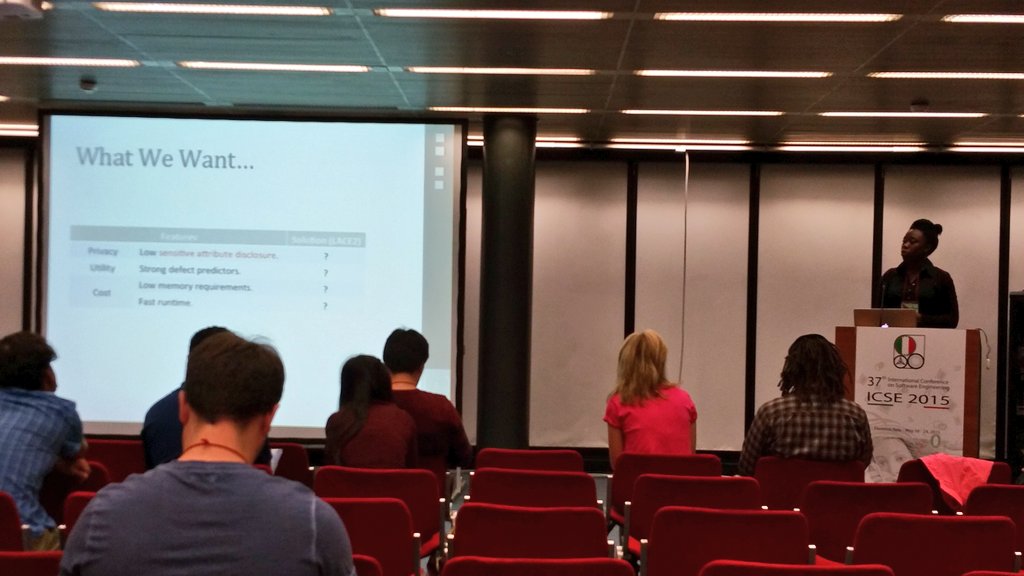 What We Want...
Features Solution (LACE2)
Privacy Low sensitive attribute disclosure. ?
Utility Strong defect predictors. ?
Cost Low memory requirements. ?
Fast runtime. ?
37th International Conference
on Software Engineering
ICSE 2015